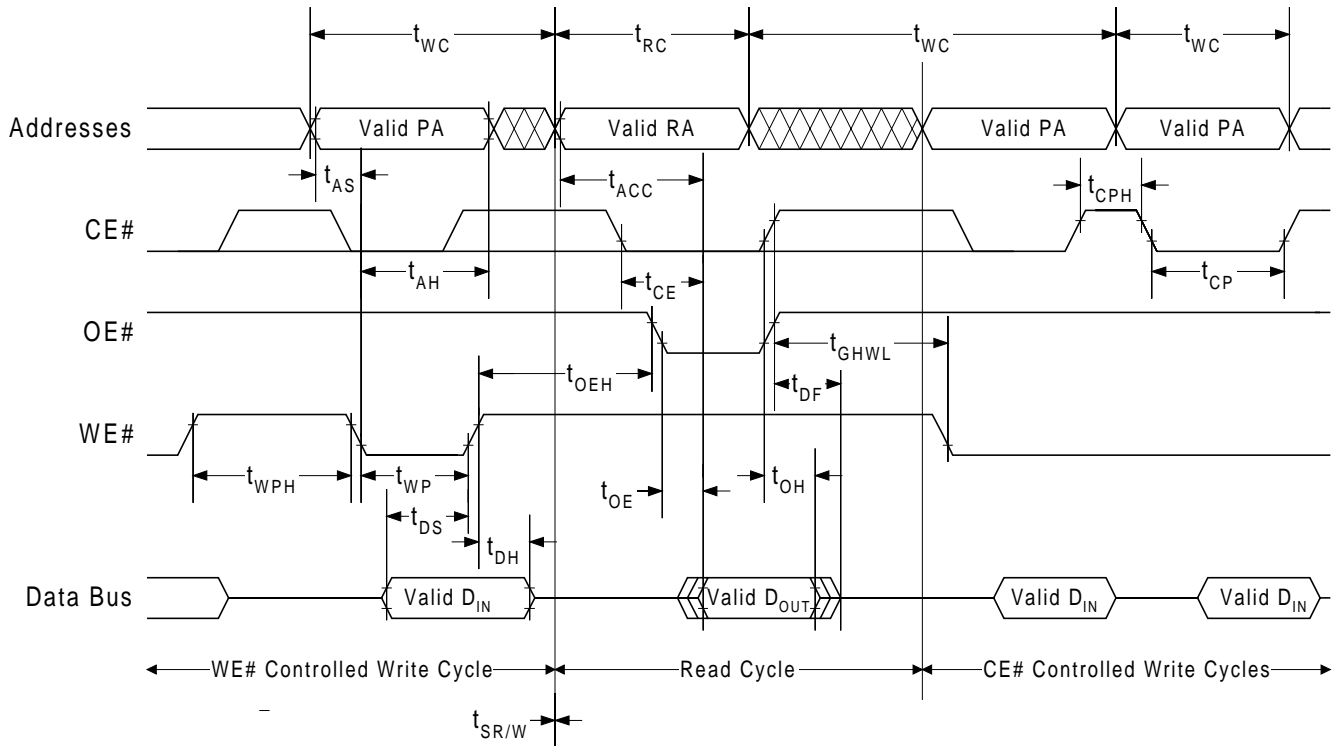 tWC tRC tWC tWC
Addresses Valid PA Valid RA Valid PA Valid PA
tAS tACC tCPH
CE#
tAH tCE tCP
OE#
tGHWL
tOEH tDF
WE#
tWPH tWP tOH
tOE
tDS
tDH
Data Bus Valid DIN Valid DOUT Valid DIN Valid DIN
WE# Controlled Write Cycle Read Cycle CE# Controlled Write Cycles
tSR/W